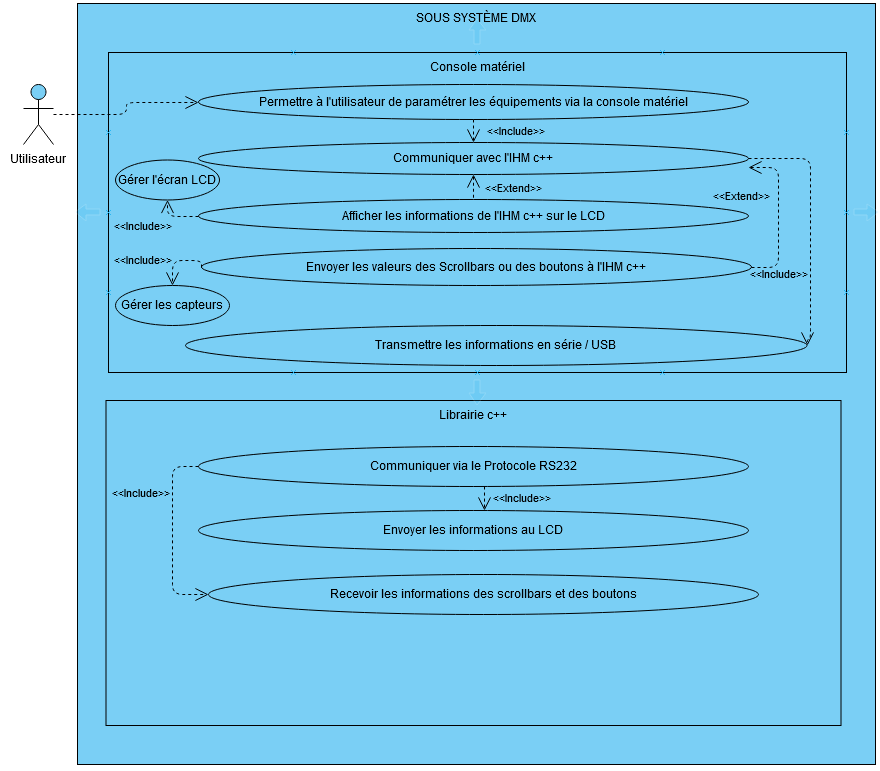 SOUS SYSTÈME DMX
Console matériel
Permettre à l'utilisateur de paramétrer les équipements via la console matériel
<<Include>>
Utilisateur
Communiquer avec l'IHM c++
Gérer l'écran LCD
<<Extend>>
<<Extend>>
Afficher les informations de l'IHM c++ sur le LCD
<<Include>>
<<Include>>
Envoyer les valeurs des Scrollbars ou des boutons à l'IHM c++
<<Include>>
Gérer les capteurs
Transmettre les informations en série / USB
Librairie c++
Communiquer via le Protocole RS232
<<Include>>
<<Include>>
Envoyer les informations au LCD
Recevoir les informations des scrollbars et des boutons